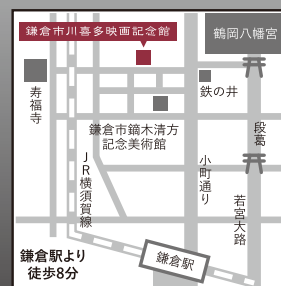 鎌倉市川喜多映画記念館
鶴岡八幡宮
寿福寺
鉄の井
鎌倉市鏑木清方
記念美術館
段葛
JR横須賀線
小町通り
若宮大路
鎌倉駅より
徒歩8分
鎌倉駅